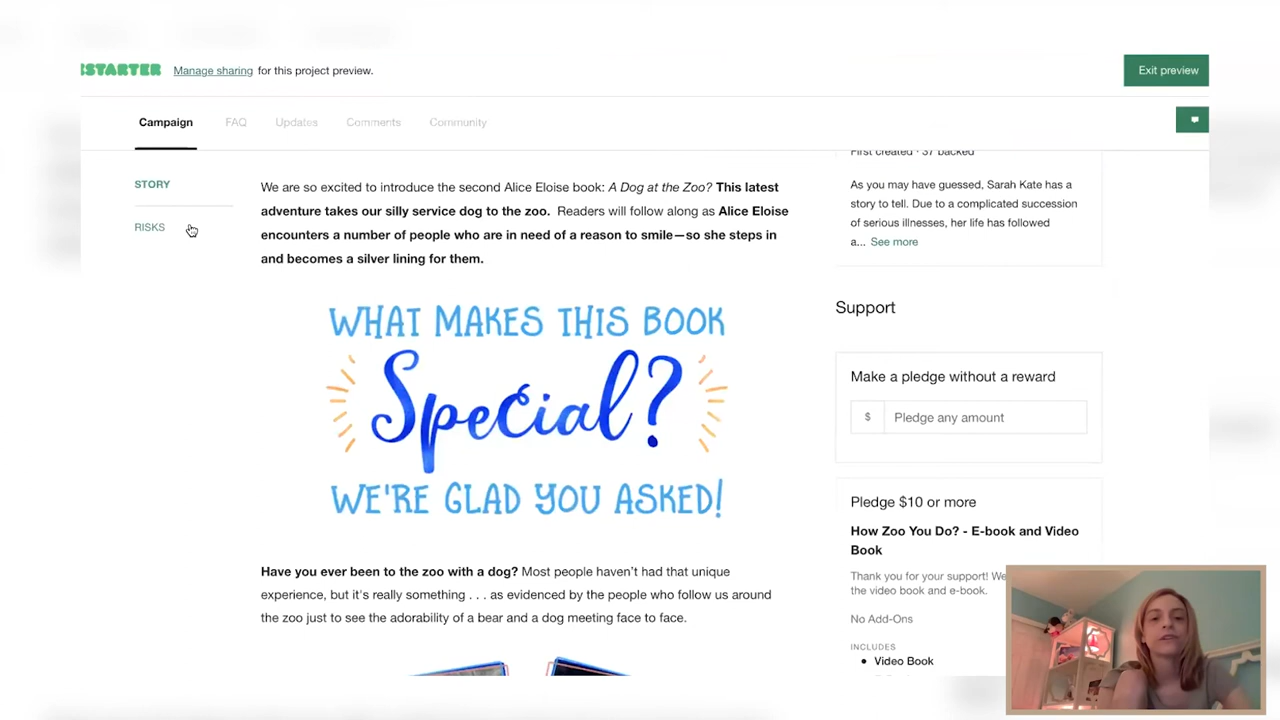 STARTER Manage sharing for this project preview.
Exit preview
Campaign FAQ Updates Comments Community
STORY
RISKS
We are so excited to introduce the second Alice Eloise book: A Dog at the Zoo? This latest
adventure takes our silly service dog to the zoo. Readers will follow along as Alice Eloise
encounters a number of people who are in need of a reason to smile—so she steps in
and becomes a silver lining for them.
WHAT MAKES THIS BOOK
Special?
WE'RE GLAD YOU ASKED!
Have you ever been to the zoo with a dog? Most people haven't had that unique
experience, but it's really something . . . as evidenced by the people who follow us around
the zoo just to see the adorability of a bear and a dog meeting face to face.
First created · 37 backed
As you may have guessed, Sarah Kate has a
story to tell. Due to a complicated succession
of serious illnesses, her life has followed
a... See more
Support
Make a pledge without a reward
$ Pledge any amount
Pledge $10 or more
How Zoo You Do? - E-book and Video
Book
Thank you for your support! We
the video book and e-book.
No Add-Ons
INCLUDES
• Video Book